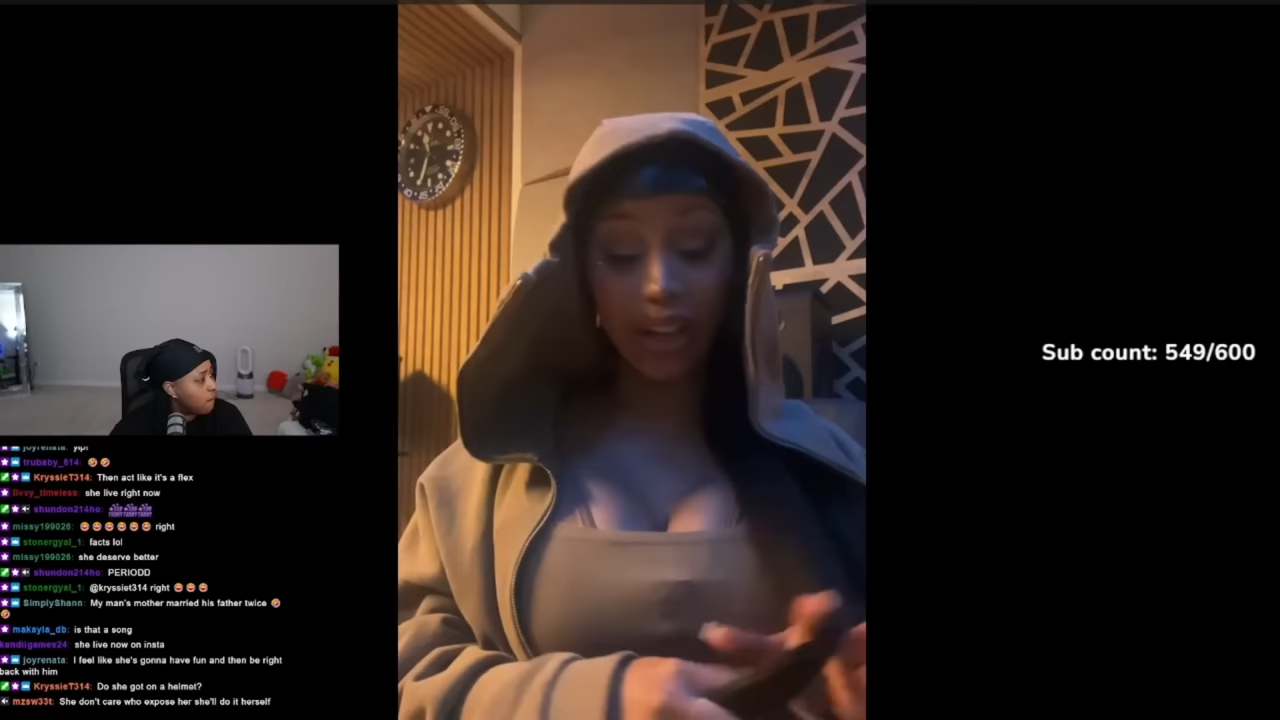 Sub count: 549/600
joyrenata: yip!
trubaby_614:
KryssieT314: Then act like it's a flex
livvy_timeless: she live right now
shundon214ho:
missy199026: right
stonergyal_1: facts lol
missy199026: she deserve better
shundon214ho: PERIODD
stonergyal_1: @kryssiet314 right
SimplyShann: My man's mother married his father twice
makayla_db: is that a song
kandiigames24: she live now on insta
joyrenata: I feel like she's gonna have fun and then be right
back with him
KryssieT314: Do she got on a helmet?
mzsw33t: She don't care who expose her she'll do it herself